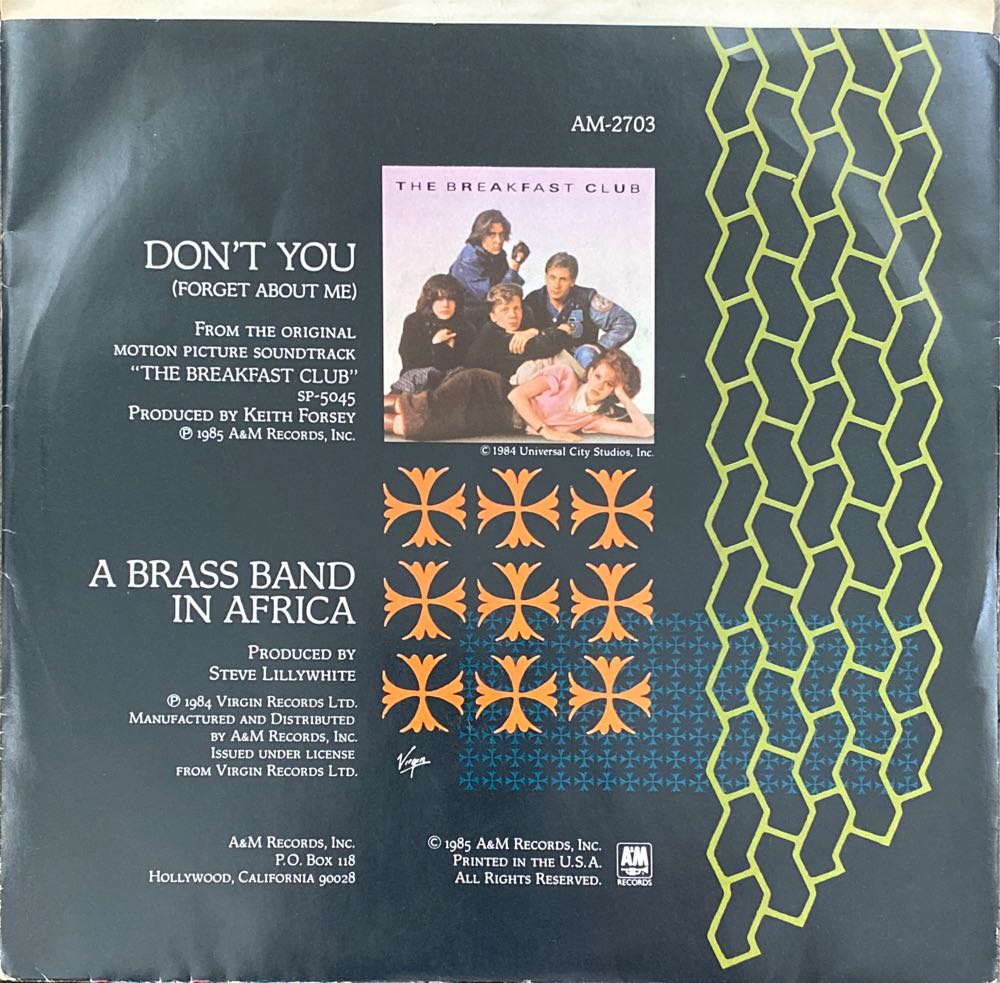 AM-2703
THE BREAKFAST CLUB
DON'T YOU
(FORGET ABOUT ME)
FROM THE ORIGINAL
MOTION PICTURE SOUNDTRACK
"THE BREAKFAST CLUB"
SP-5045
PRODUCED BY KEITH FORSEY
℗ 1985 A&M RECORDS, INC.
© 1984 Universal City Studios, Inc.
A BRASS BAND
IN AFRICA
PRODUCED BY
STEVE LILLYWHITE
℗ 1984 VIRGIN RECORDS LTD.
MANUFACTURED AND DISTRIBUTED
BY A&M RECORDS, INC.
ISSUED UNDER LICENSE
FROM VIRGIN RECORDS LTD.
Virgin
A&M RECORDS, INC.
P.O. BOX 118
HOLLYWOOD, CALIFORNIA 90028
© 1985 A&M RECORDS, INC.
PRINTED IN THE U.S.A.
ALL RIGHTS RESERVED.
A&M
RECORDS